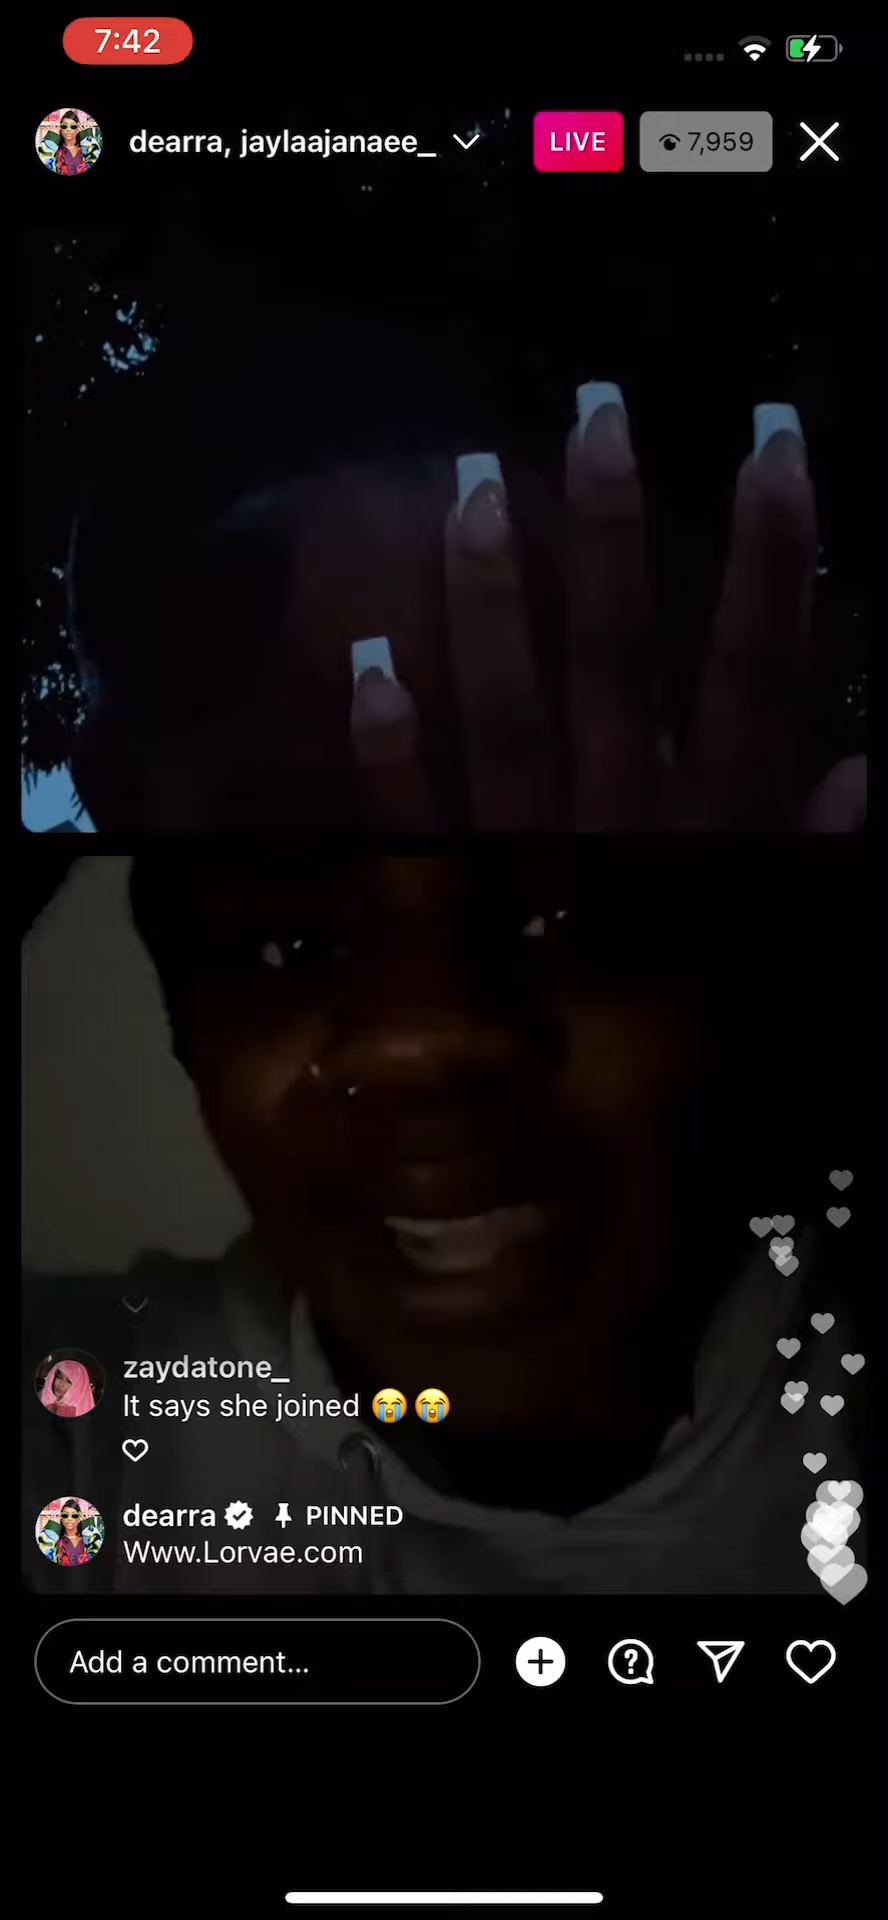 7:42
dearra, jaylaajanaee_
LIVE
7,959
zaydatone_
It says she joined 😭😭
dearra PINNED
Www.Lorvae.com
Add a comment...